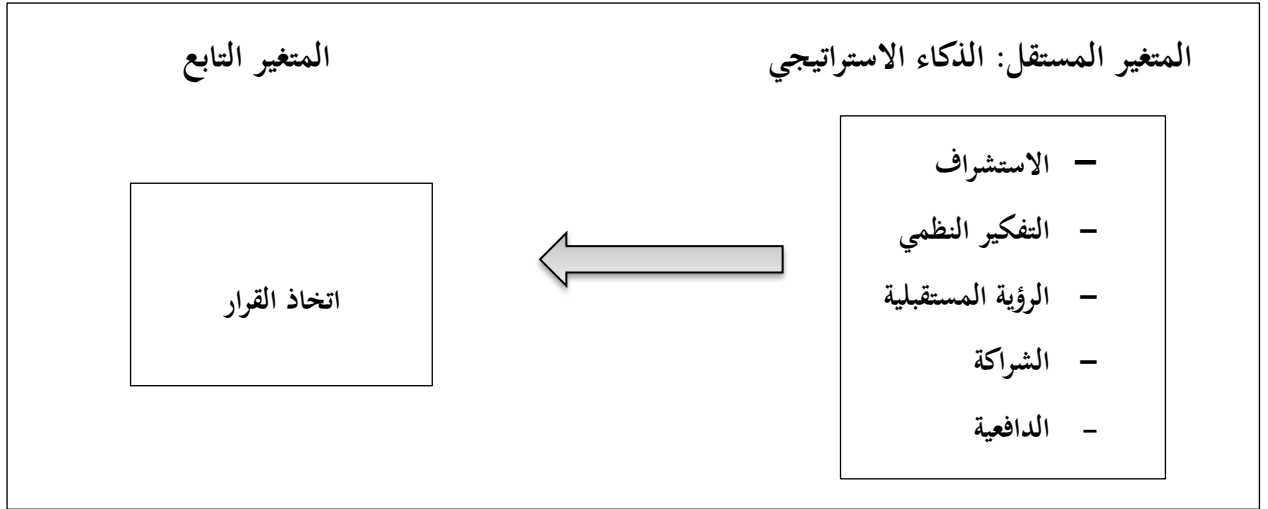 المتغير المستقل: الذكاء الاستراتيجي
المتغير التابع
– الاستشراف
– التفكير النظمي
– الرؤية المستقبلية
– الشراكة
- الدافعية
اتخاذ القرار